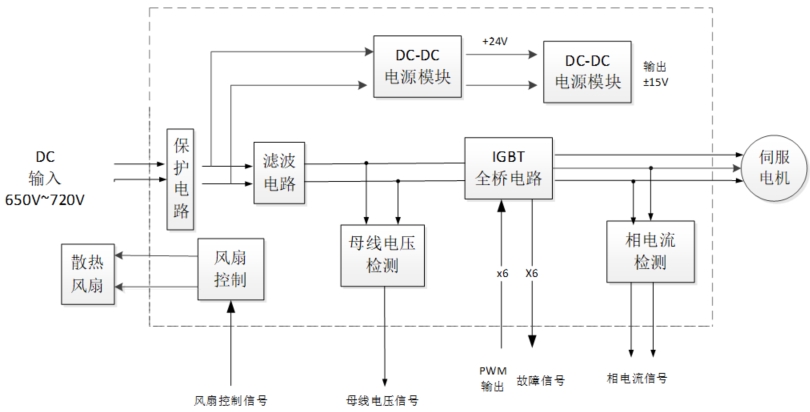 DC-DC
电源模块
+24V
DC-DC
电源模块
输出
±15V
DC
输入
650V~720V
保
护
电
路
滤波
电路
IGBT
全桥电路
伺服
电机
散热
风扇
风扇
控制
母线电压
检测
x6
X6
相电流
检测
风扇控制信号
母线电压信号
PWM
输出
故障信号
相电流信号